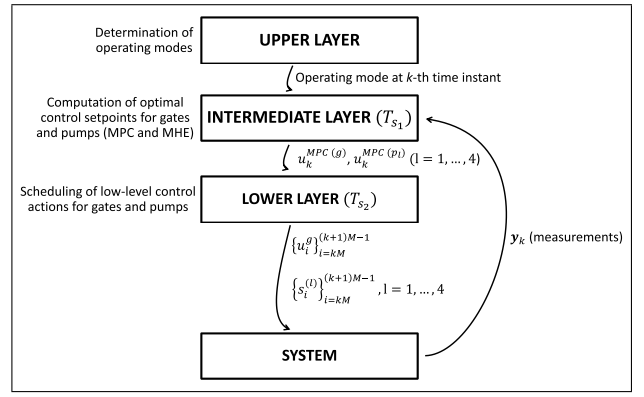 Determination of
operating modes
UPPER LAYER
Operating mode at k-th time instant
Computation of optimal
control setpoints for gates
and pumps (MPC and MHE)
INTERMEDIATE LAYER (T_{s_1})
u_k^{MPC (g)}, u_k^{MPC (p_l)} (l = 1, …, 4)
Scheduling of low-level control
actions for gates and pumps
LOWER LAYER (T_{s_2})
{u_i^g}_{i=kM}^{(k+1)M−1}
{s_i^{(l)}}_{i=kM}^{(k+1)M−1}, l = 1, …, 4
y_k (measurements)
SYSTEM